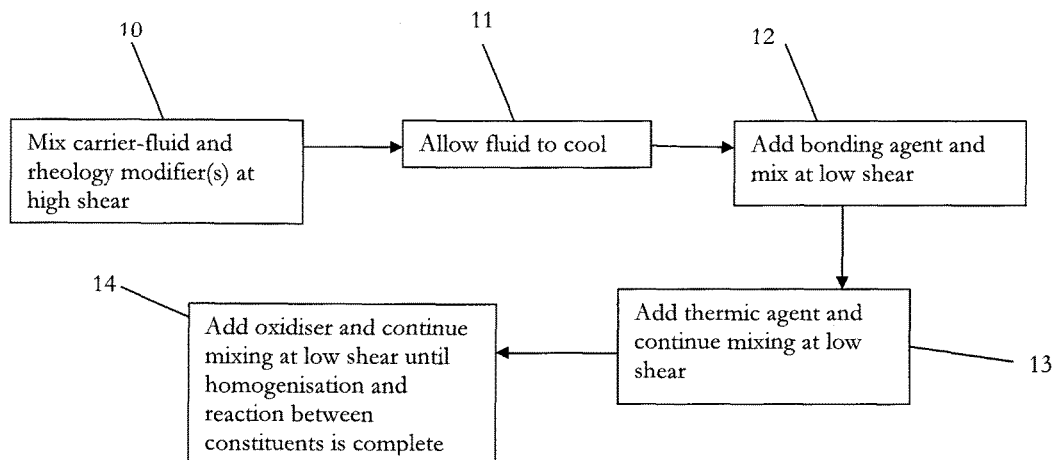 10
11
12
Mix carrier-fluid and
rheology modifier(s) at
high shear
Allow fluid to cool
Add bonding agent and
mix at low shear
14
Add oxidiser and continue
mixing at low shear until
homogenisation and
reaction between
constituents is complete
Add thermic agent and
continue mixing at low
shear
13